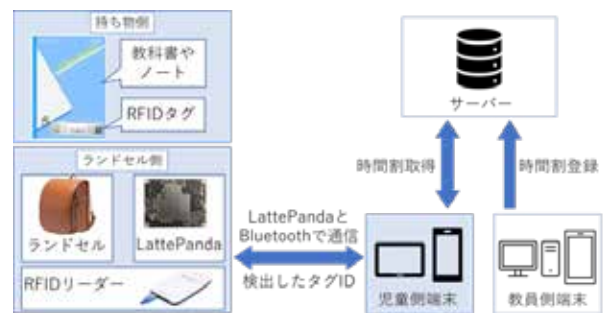 持ち物側
教科書や
ノート
RFIDタグ
ランドセル側
ランドセル
LattePanda
RFIDリーダー
LattePandaと
Bluetoothで通信
検出したタグID
サーバー
時間割取得
時間割登録
児童側端末
教員側端末